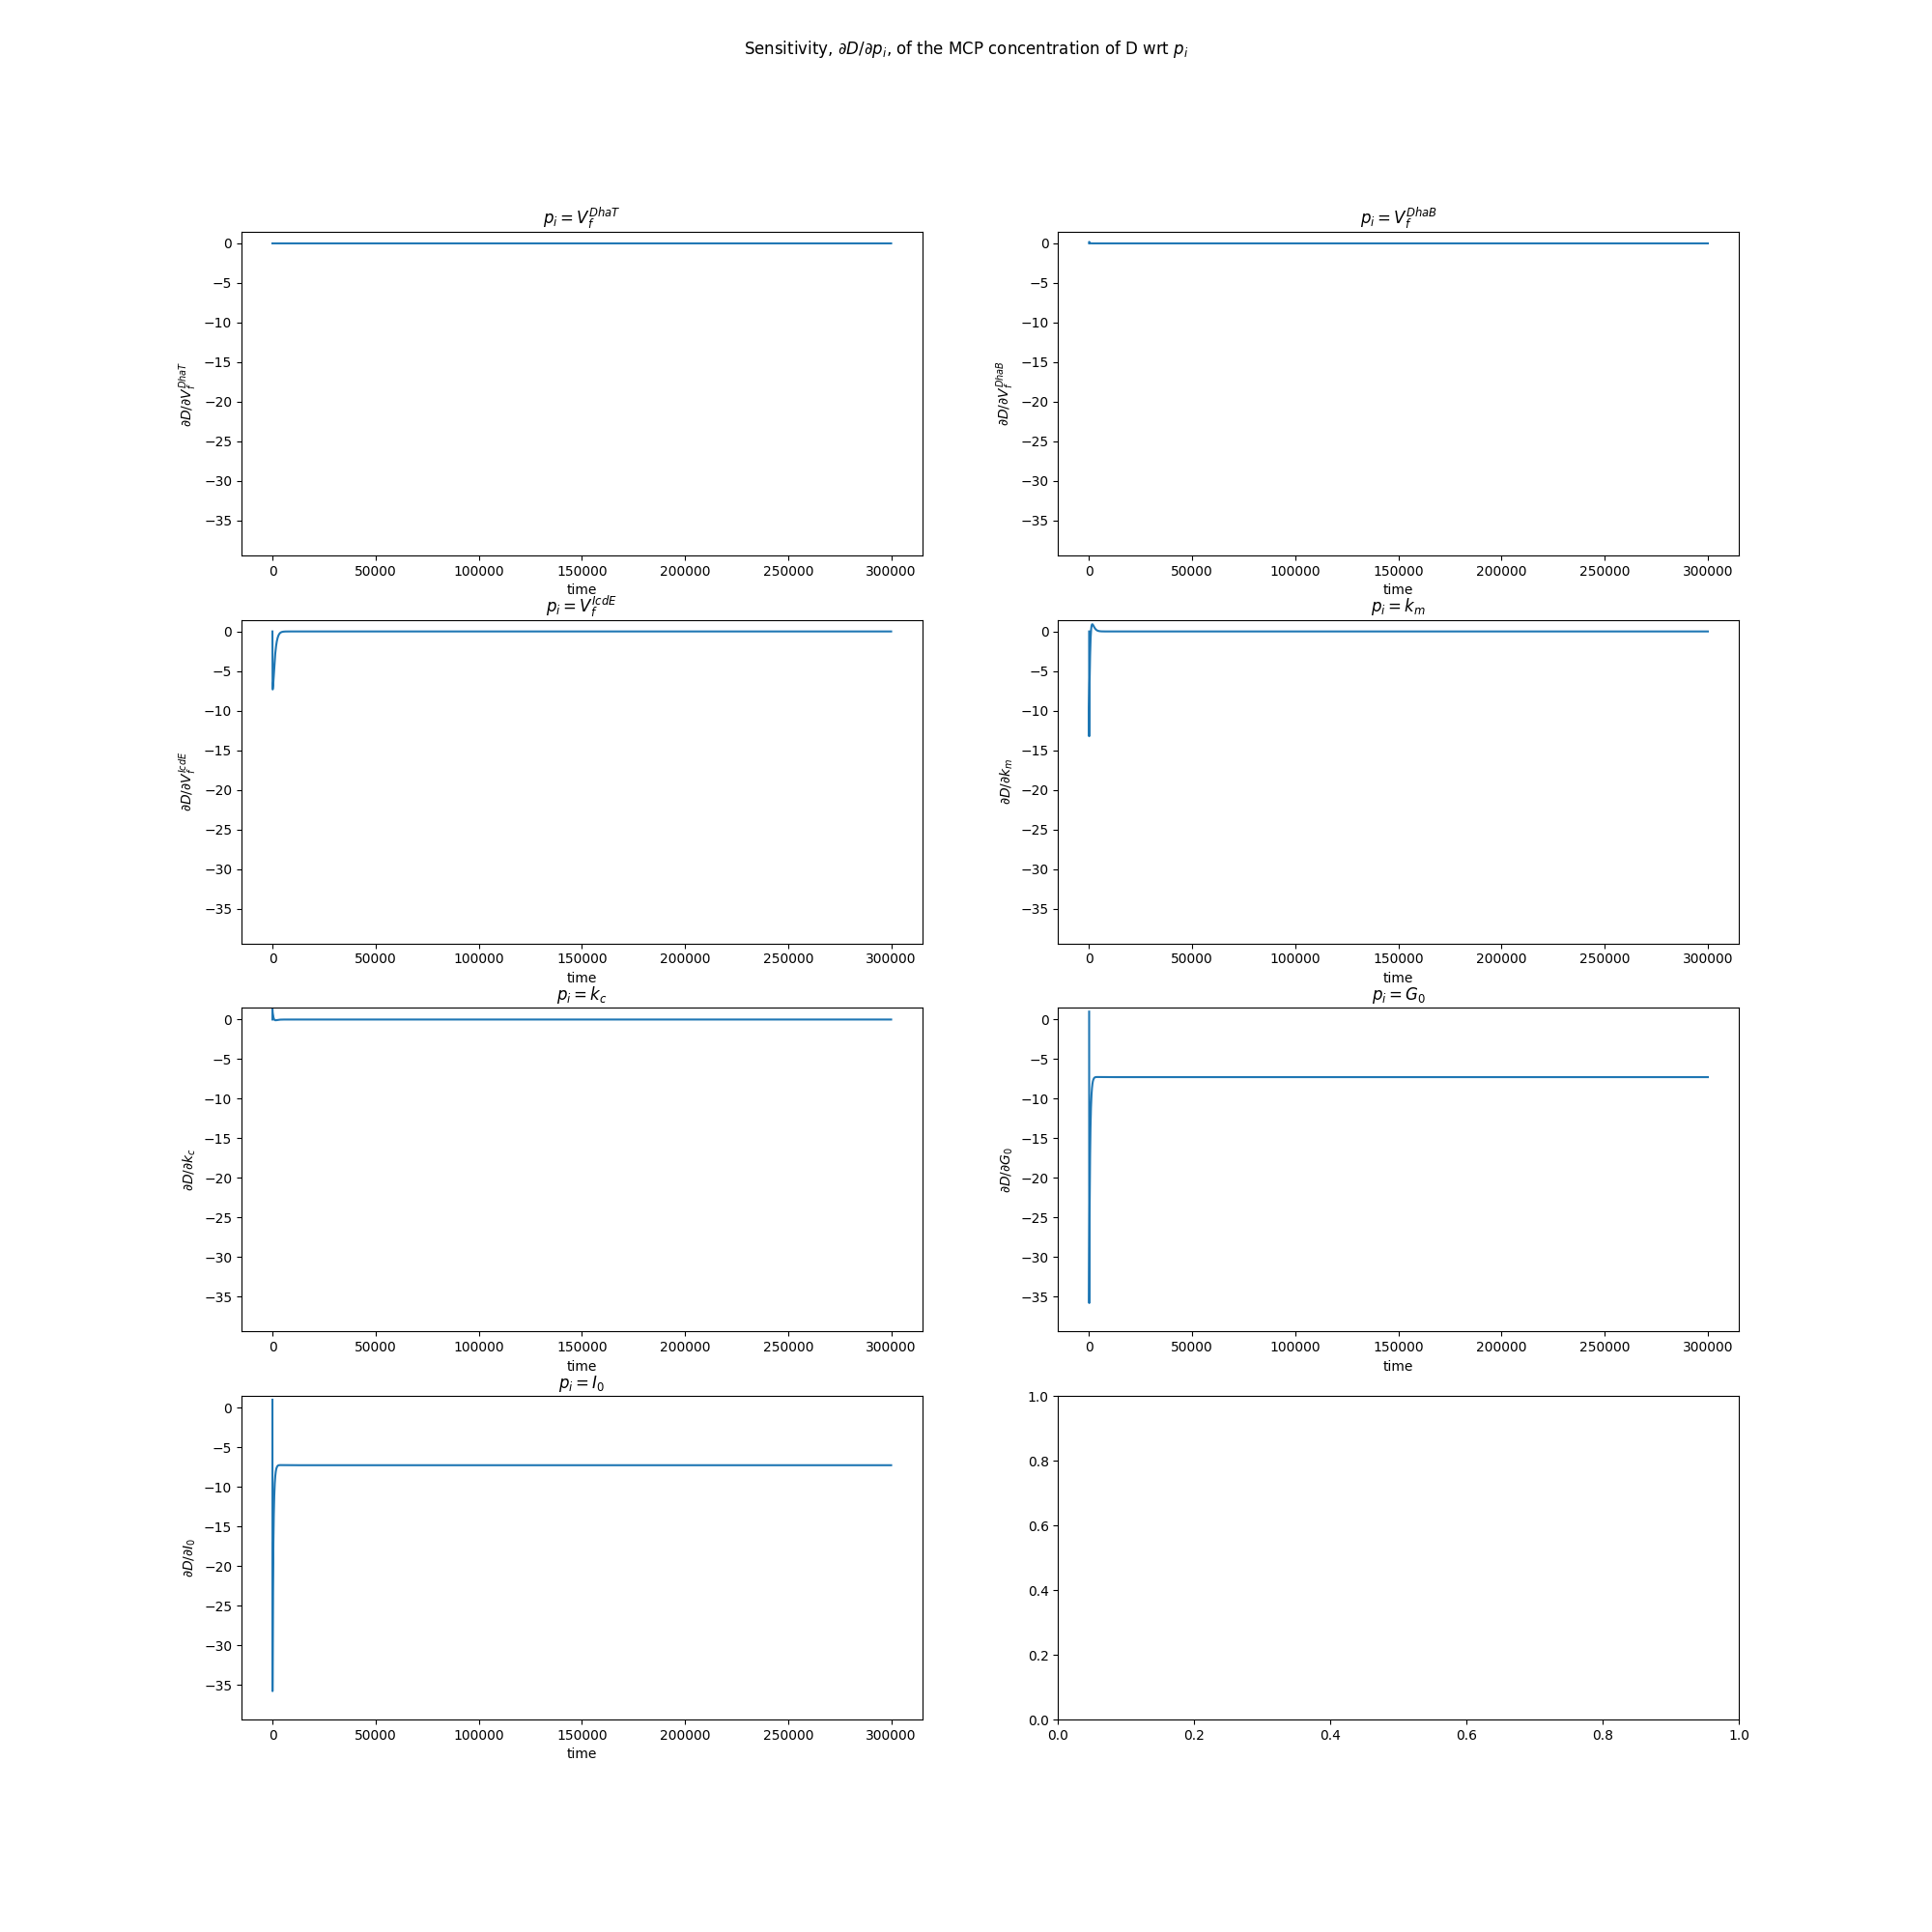 Sensitivity, ∂D/∂p_i, of the MCP concentration of D wrt p_i
p_i = V_f^{DhaT}
0
−5
−10
−15
−20
−25
−30
−35
∂D/∂V_f^{DhaT}
0 50000 100000 150000 200000 250000 300000
time
p_i = V_f^{DhaB}
0
−5
−10
−15
−20
−25
−30
−35
∂D/∂V_f^{DhaB}
0 50000 100000 150000 200000 250000 300000
time
p_i = V_f^{IcdE}
0
−5
−10
−15
−20
−25
−30
−35
∂D/∂V_f^{IcdE}
0 50000 100000 150000 200000 250000 300000
time
p_i = k_m
0
−5
−10
−15
−20
−25
−30
−35
∂D/∂k_m
0 50000 100000 150000 200000 250000 300000
time
p_i = k_c
0
−5
−10
−15
−20
−25
−30
−35
∂D/∂k_c
0 50000 100000 150000 200000 250000 300000
time
p_i = G_0
0
−5
−10
−15
−20
−25
−30
−35
∂D/∂G_0
0 50000 100000 150000 200000 250000 300000
time
p_i = I_0
0
−5
−10
−15
−20
−25
−30
−35
∂D/∂I_0
0 50000 100000 150000 200000 250000 300000
time
1.0
0.8
0.6
0.4
0.2
0.0
0.0 0.2 0.4 0.6 0.8 1.0